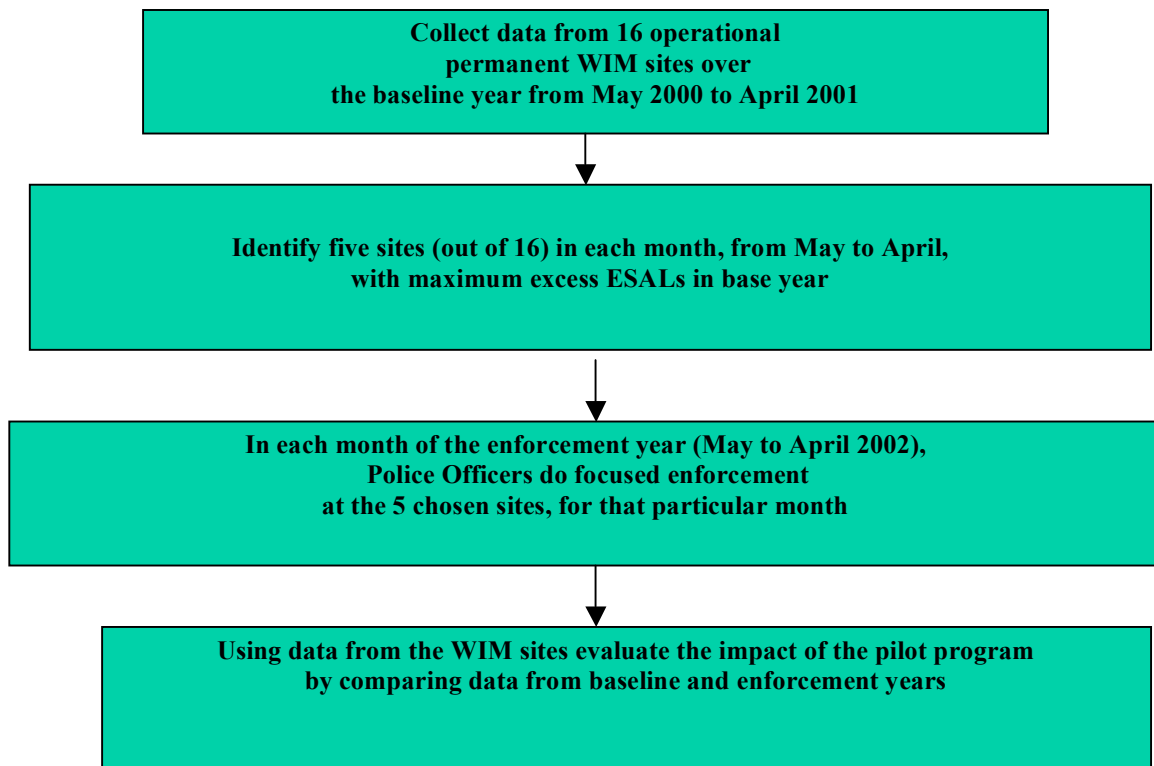 Collect data from 16 operational
permanent WIM sites over
the baseline year from May 2000 to April 2001
Identify five sites (out of 16) in each month, from May to April,
with maximum excess ESALs in base year
In each month of the enforcement year (May to April 2002),
Police Officers do focused enforcement
at the 5 chosen sites, for that particular month
Using data from the WIM sites evaluate the impact of the pilot program
by comparing data from baseline and enforcement years